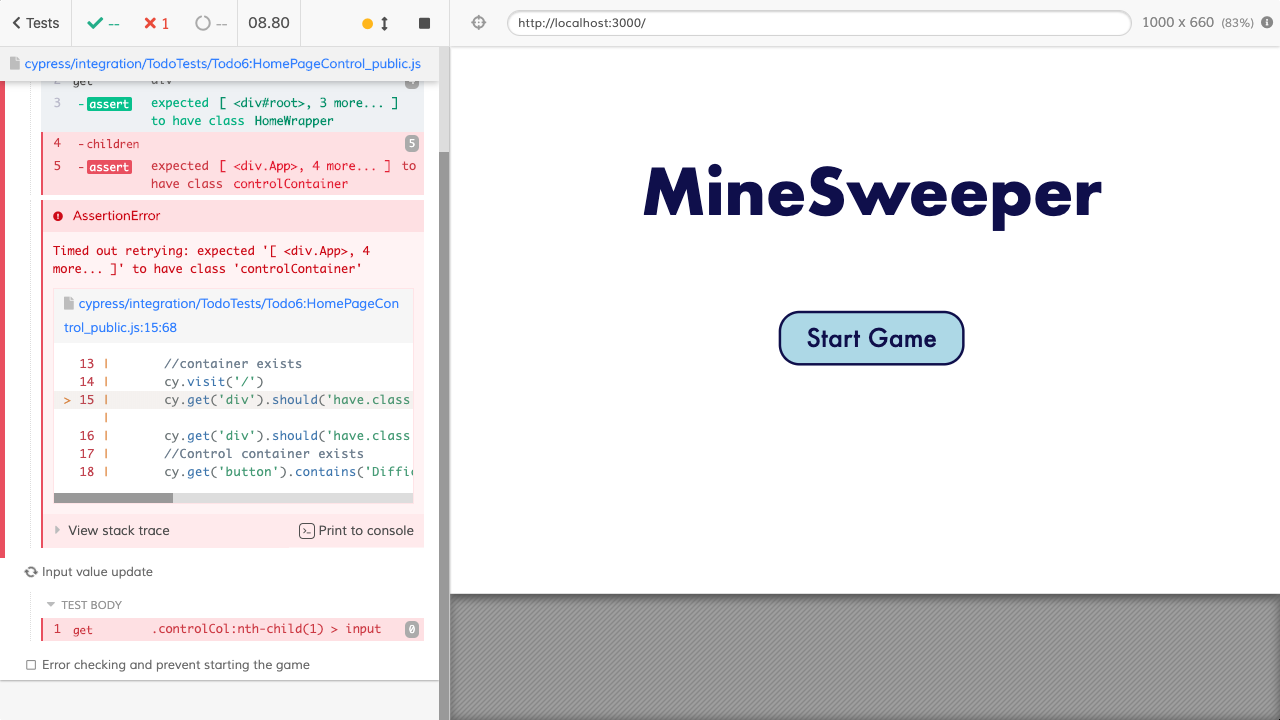 Tests
--
1
--
08.80
http://localhost:3000/
1000 x 660 (83%)
cypress/integration/TodoTests/Todo6:HomePageControl_public.js
2 get div
3 -assert expected [ <div#root>, 3 more... ]
to have class HomeWrapper
4 -children 5
5 -assert expected [ <div.App>, 4 more... ] to
have class controlContainer
AssertionError
Timed out retrying: expected '[ <div.App>, 4
more... ]' to have class 'controlContainer'
cypress/integration/TodoTests/Todo6:HomePageCon
trol_public.js:15:68
13 | //container exists
14 | cy.visit('/')
> 15 | cy.get('div').should('have.class
|
16 | cy.get('div').should('have.class
17 | //Control container exists
18 | cy.get('button').contains('Diffic
View stack trace
Print to console
Input value update
TEST BODY
1 get .controlCol:nth-child(1) > input 0
Error checking and prevent starting the game
MineSweeper
Start Game